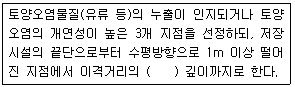 토양오염물질(유류 등)의 누출이 인지되거나 토양
오염의 개연성이 높은 3개 지점을 선정하되, 저장
시설의 끝단으로부터 수평방향으로 1m 이상 떨어
진 지점에서 이격거리의 (    ) 깊이까지로 한다.